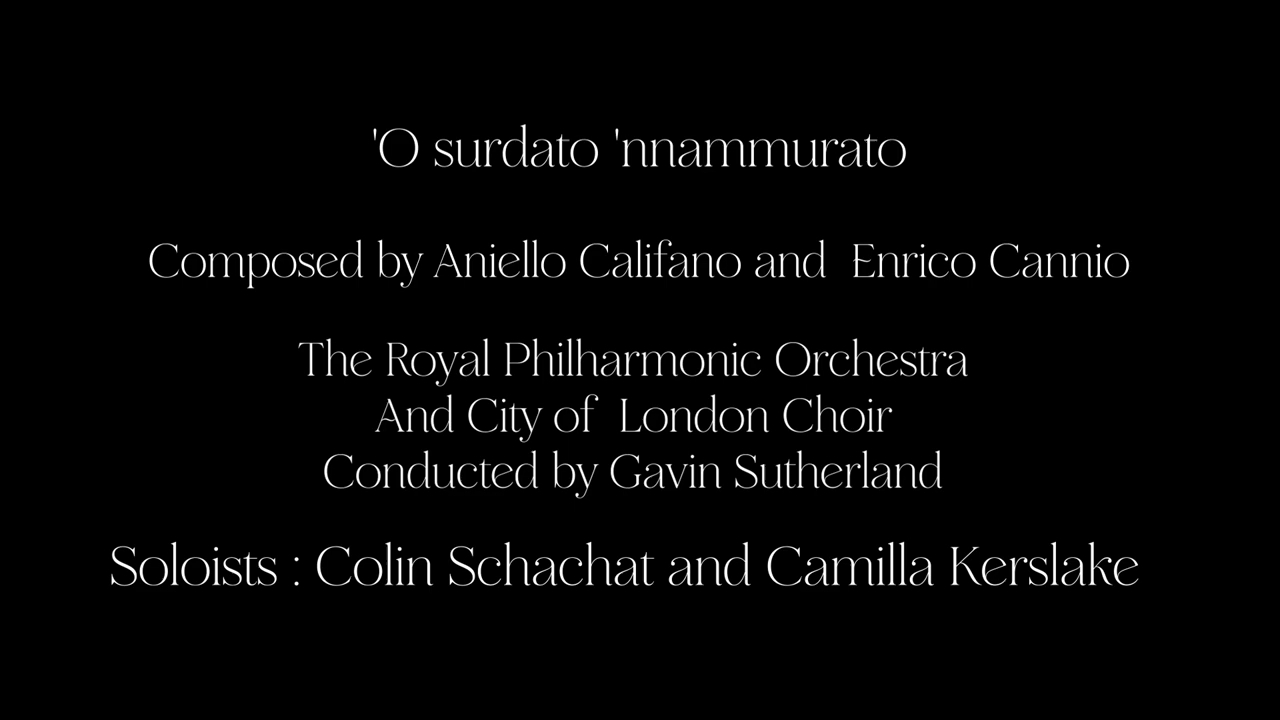 'O surdato 'nnammurato
Composed by Aniello Califano and  Enrico Cannio
The Royal Philharmonic Orchestra
And City of  London Choir
Conducted by Gavin Sutherland
Soloists : Colin Schachat and Camilla Kerslake